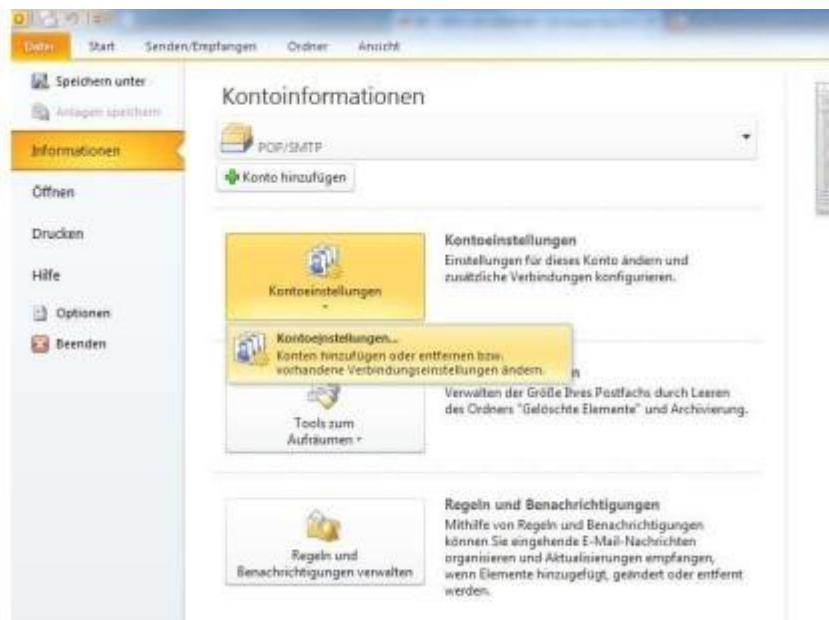 Datei Start Senden/Empfangen Ordner Ansicht
Speichern unter
Anlagen speichern
Informationen
Öffnen
Drucken
Hilfe
Optionen
Beenden
Kontoinformationen
POP/SMTP
Konto hinzufügen
Kontoeinstellungen
Kontoeinstellungen
Einstellungen für dieses Konto ändern und
zusätzliche Verbindungen konfigurieren.
Kontoeinstellungen...
Konten hinzufügen oder entfernen bzw.
vorhandene Verbindungseinstellungen ändern.
Tools zum
Aufräumen
Verwalten der Größe Ihres Postfachs durch Leeren
des Ordners "Gelöschte Elemente" und Archivierung.
Regeln und
Benachrichtigungen verwalten
Regeln und Benachrichtigungen
Mithilfe von Regeln und Benachrichtigungen
können Sie eingehende E-Mail-Nachrichten
organisieren und Aktualisierungen empfangen,
wenn Elemente hinzugefügt, geändert oder entfernt
werden.